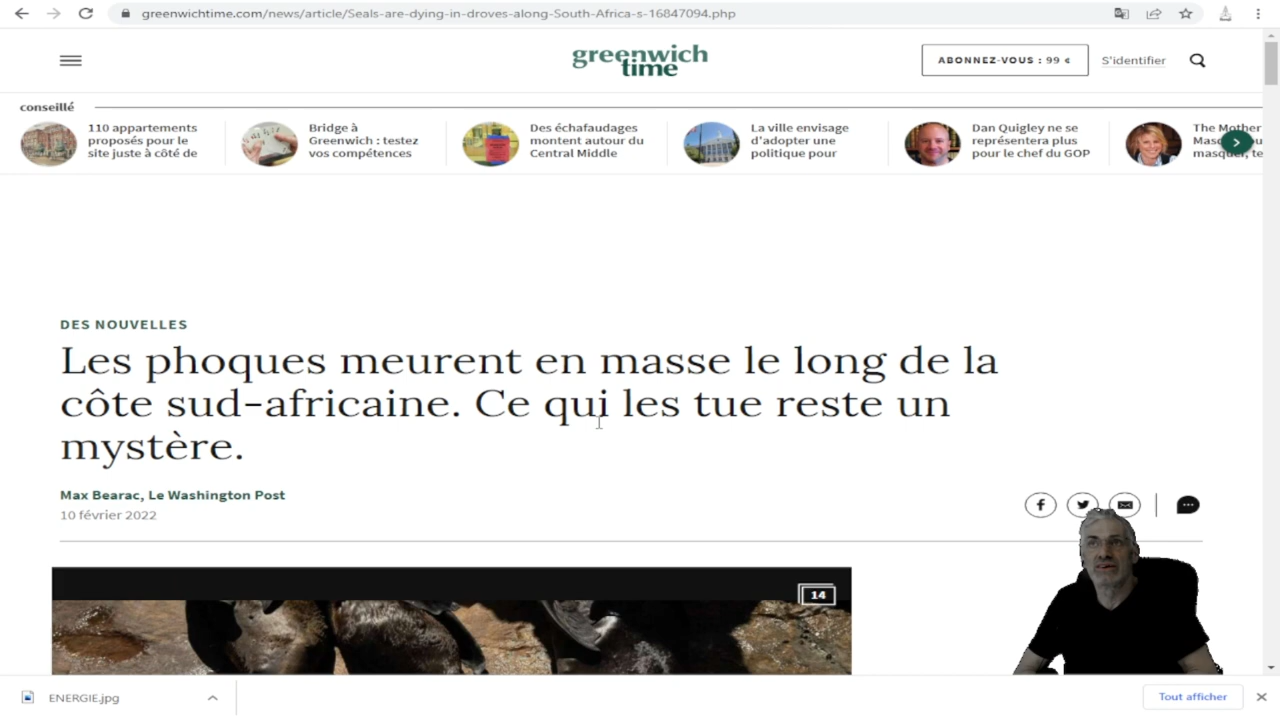 greenwichtime.com/news/article/Seals-are-dying-in-droves-along-South-Africa-s-16847094.php
greenwich
time
ABONNEZ-VOUS : 99 ¢
S'identifier
conseillé
110 appartements
proposés pour le
site juste à côté de
Bridge à
Greenwich : testez
vos compétences
Des échafaudages
montent autour du
Central Middle
La ville envisage
d'adopter une
politique pour
Dan Quigley ne se
représentera plus
pour le chef du GOP
The Mother
DES NOUVELLES
Les phoques meurent en masse le long de la
côte sud-africaine. Ce qui les tue reste un
mystère.
Max Bearac, Le Washington Post
10 février 2022
14
ENERGIE.jpg
Tout afficher